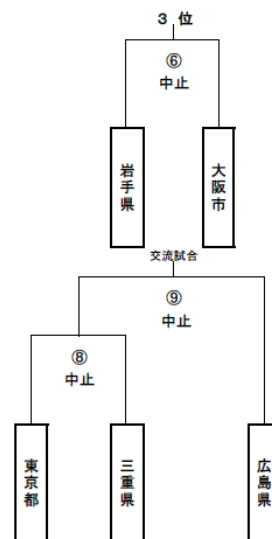 ３ 位
⑥
中止
岩手県
大阪市
交流試合
⑨
中止
⑧
中止
東京都
三重県
広島県